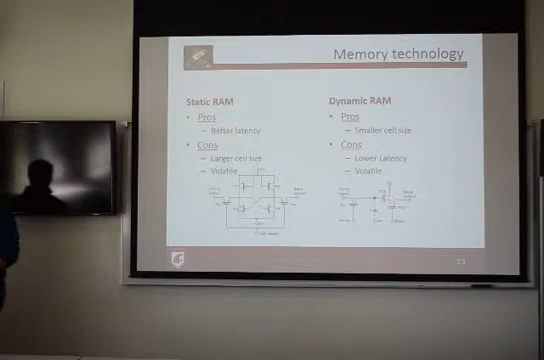 Memory technology
Static RAM
Pros
Better latency
Cons
Larger cell size
Volatile
Dynamic RAM
Pros
Smaller cell size
Cons
Lower Latency
Volatile